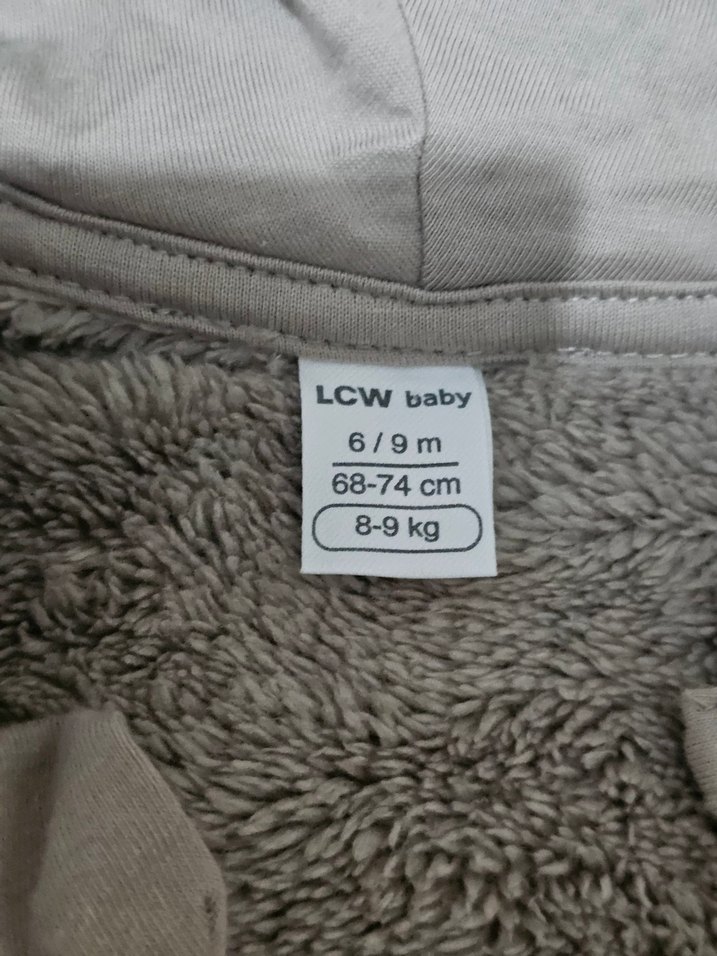 LCW baby
6 / 9 m
68-74 cm
8-9 kg